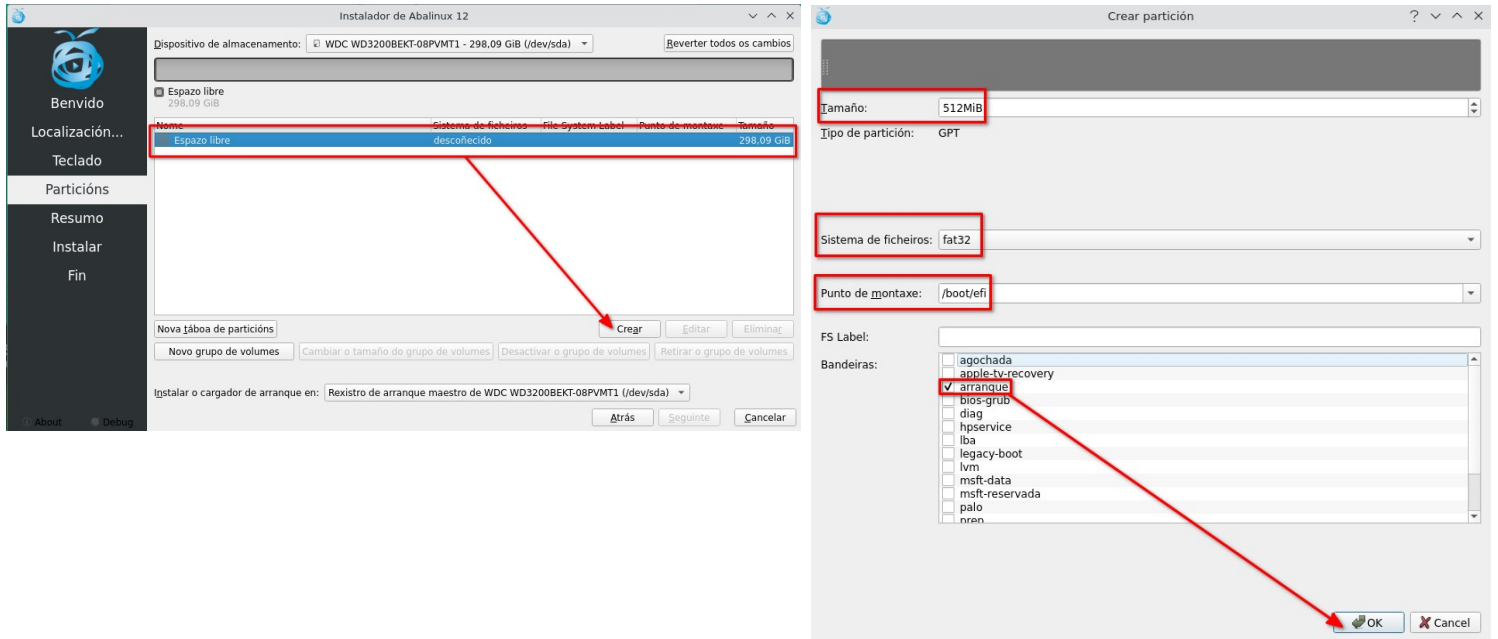 Instalador de Abalinux 12
Benvido
Localización...
Teclado
Particións
Resumo
Instalar
Fin
About
Debug
Dispositivo de almacenamento: WDC WD3200BEKT-08PVMT1 - 298,09 GiB (/dev/sda)
Reverter todos os cambios
Espazo libre
298,09 GiB
Nome Sistema de ficheiros File System Label Punto de montaxe Tamaño
Espazo libre descoñecido 298,09 GiB
Nova táboa de particións Crear Editar Eliminar
Novo grupo de volumes Cambiar o tamaño do grupo de volumes Desactivar o grupo de volumes Retirar o grupo de volumes
Instalar o cargador de arranque en: Rexistro de arranque maestro de WDC WD3200BEKT-08PVMT1 (/dev/sda)
Atrás Seguinte Cancelar
Crear partición
Tamaño: 512MiB
Tipo de partición: GPT
Sistema de ficheiros: fat32
Punto de montaxe: /boot/efi
FS Label:
Bandeiras:
agochada
apple-tv-recovery
arranque
bios-grub
diag
hpservice
lba
legacy-boot
lvm
msft-data
msft-reservada
palo
prep
OK Cancel